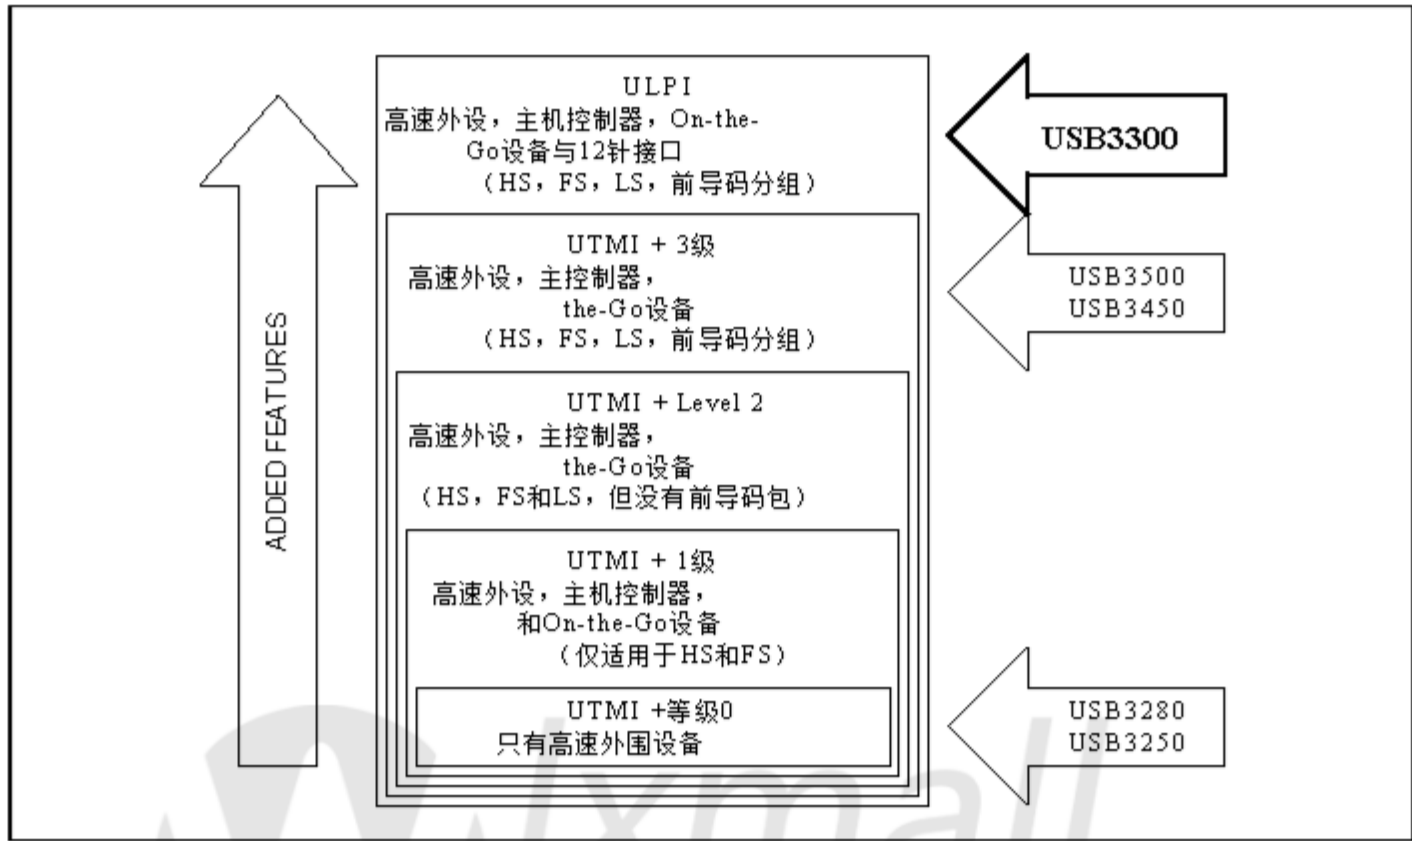 ULPI
高速外设，主机控制器，On-the-
Go设备与12针接口
（HS，FS，LS，前导码分组）
USB3300
UTMI + 3级
高速外设，主控制器，
the-Go设备
（HS，FS，LS，前导码分组）
USB3500
USB3450
ADDED FEATURES
UTMI + Level 2
高速外设，主控制器，
the-Go设备
（HS，FS和LS，但没有前导码包）
UTMI + 1级
高速外设，主机控制器，
和On-the-Go设备
（仅适用于HS和FS）
UTMI +等级0
只有高速外围设备
USB3280
USB3250
lxmall